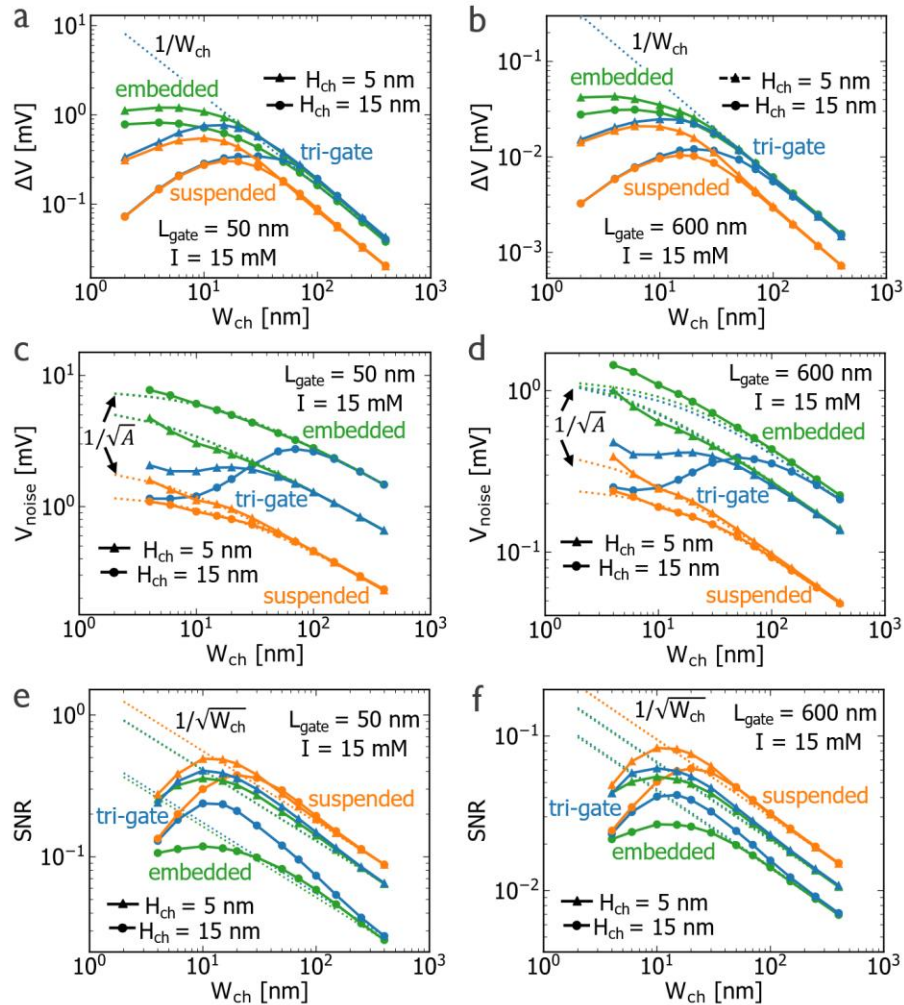 a
ΔV [mV]
10¹
10⁰
10⁻¹
1/W_ch
embedded
H_ch = 5 nm
H_ch = 15 nm
tri-gate
suspended
L_gate = 50 nm
I = 15 mM
10⁰ 10¹ 10² 10³
W_ch [nm]
b
ΔV [mV]
10⁻¹
10⁻²
10⁻³
1/W_ch
embedded
H_ch = 5 nm
H_ch = 15 nm
tri-gate
suspended
L_gate = 600 nm
I = 15 mM
10⁰ 10¹ 10² 10³
W_ch [nm]
c
V_noise [mV]
10¹
10⁰
L_gate = 50 nm
I = 15 mM
1/√A
embedded
tri-gate
H_ch = 5 nm
H_ch = 15 nm
suspended
10⁰ 10¹ 10² 10³
W_ch [nm]
d
V_noise [mV]
10⁰
10⁻¹
L_gate = 600 nm
I = 15 mM
1/√A
embedded
tri-gate
H_ch = 5 nm
H_ch = 15 nm
suspended
10⁰ 10¹ 10² 10³
W_ch [nm]
e
SNR
10⁰
10⁻¹
1/√W_ch
L_gate = 50 nm
I = 15 mM
suspended
tri-gate
embedded
H_ch = 5 nm
H_ch = 15 nm
10⁰ 10¹ 10² 10³
W_ch [nm]
f
SNR
10⁻¹
10⁻²
1/√W_ch
L_gate = 600 nm
I = 15 mM
suspended
tri-gate
embedded
H_ch = 5 nm
H_ch = 15 nm
10⁰ 10¹ 10² 10³
W_ch [nm]